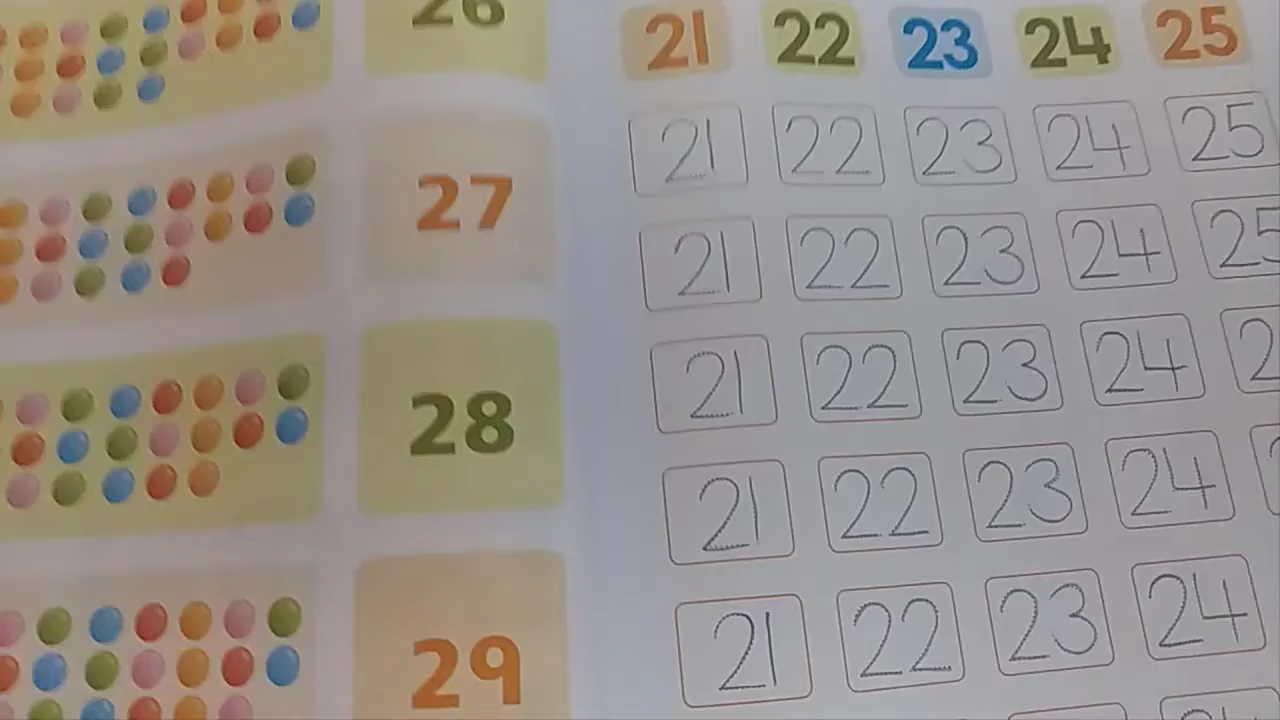 26
27
28
29
21 22 23 24 25
21 22 23 24 25
21 22 23 24 25
21 22 23 24 2
21 22 23 24
21 22 23 24